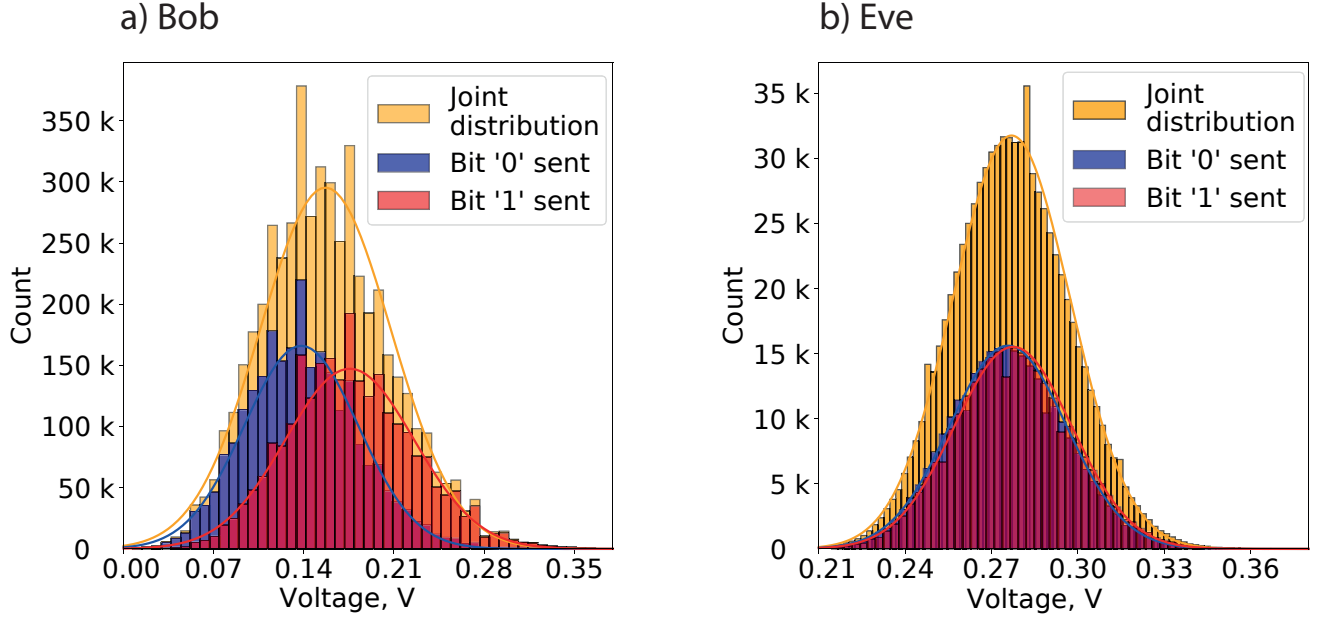 a) Bob
Joint
distribution
Bit '0' sent
Bit '1' sent
350 k
300 k
250 k
200 k
150 k
100 k
50 k
0
Count
0.00 0.07 0.14 0.21 0.28 0.35
Voltage, V
b) Eve
Joint
distribution
Bit '0' sent
Bit '1' sent
35 k
30 k
25 k
20 k
15 k
10 k
5 k
0
Count
0.21 0.24 0.27 0.30 0.33 0.36
Voltage, V